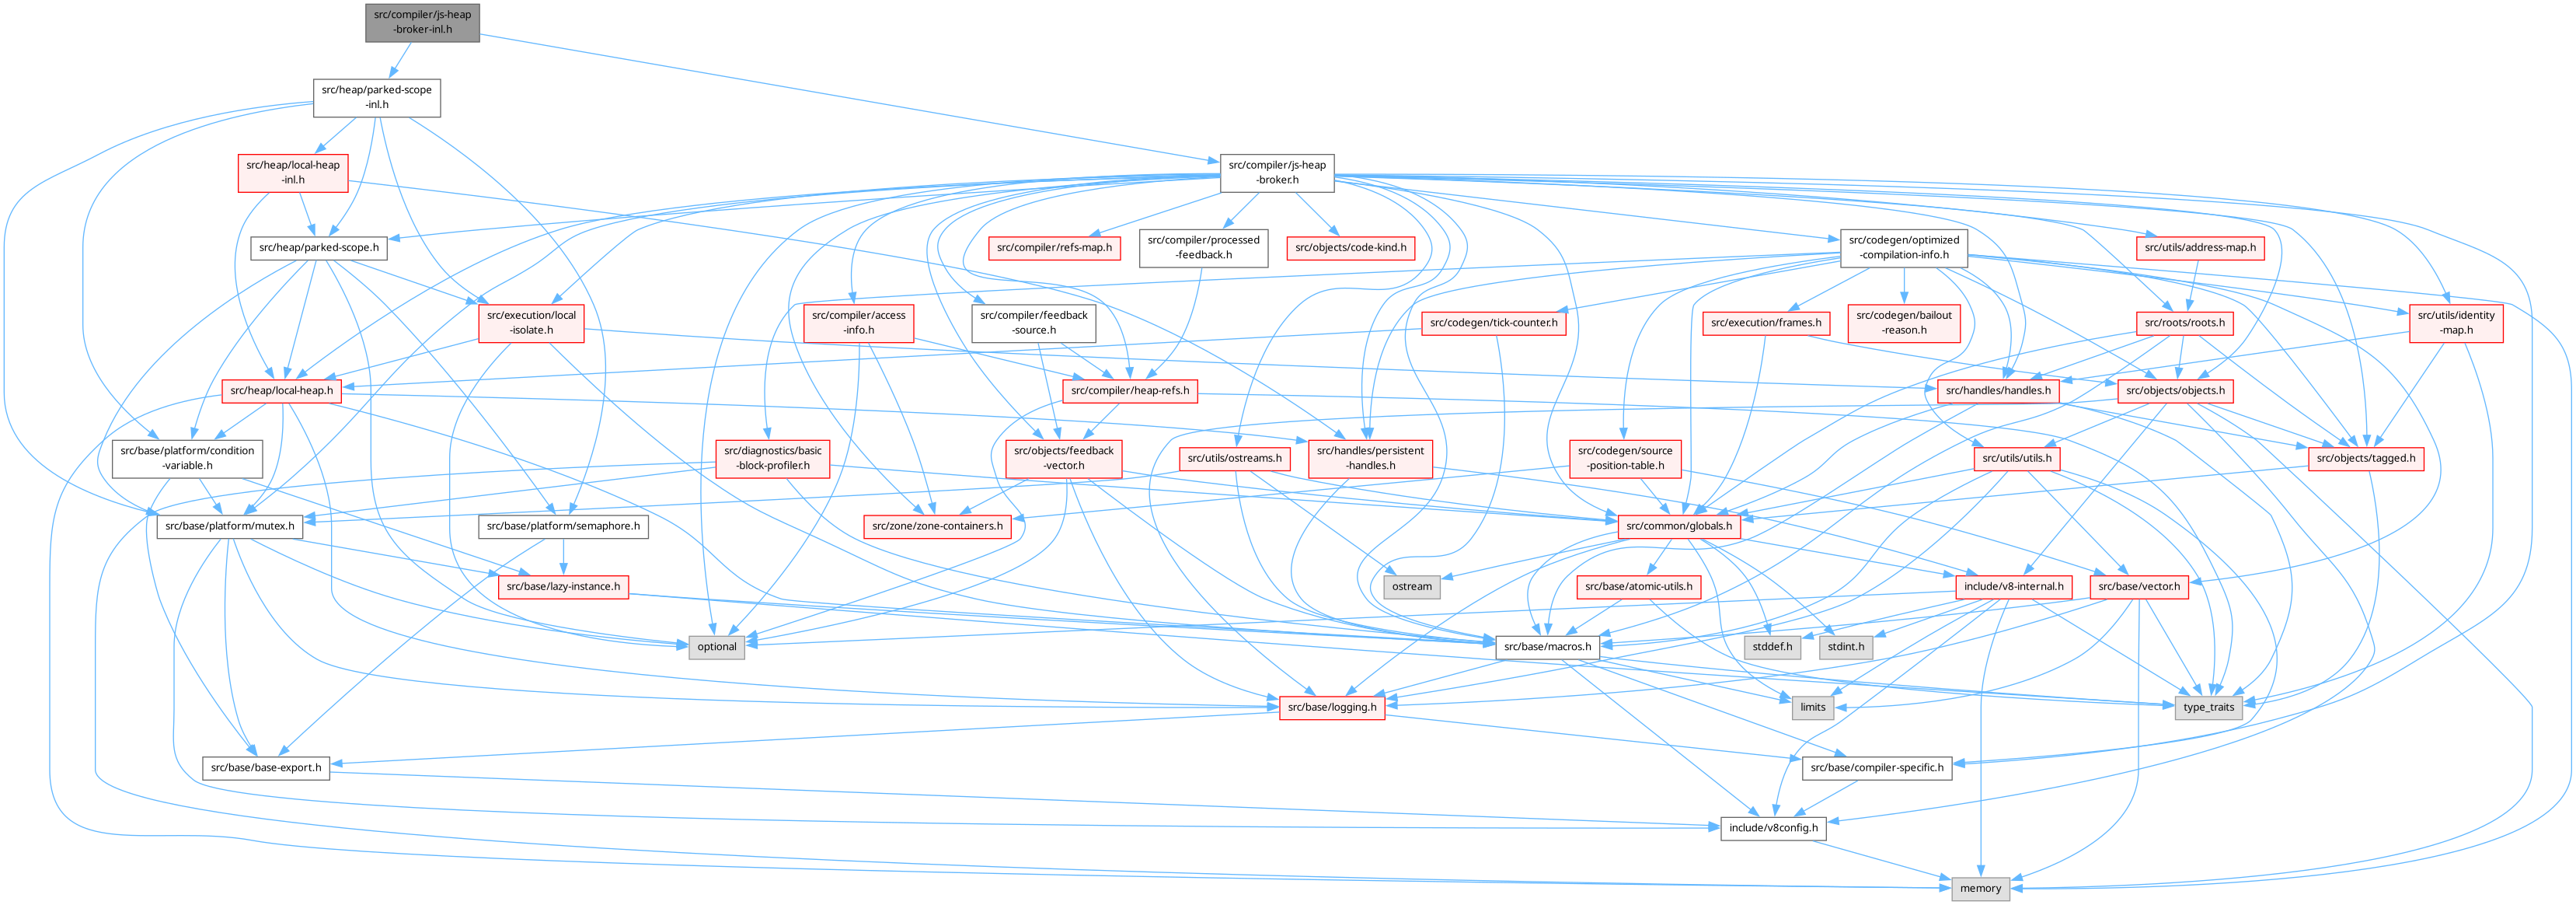 src/compiler/js-heap
-broker-inl.h
src/heap/parked-scope
-inl.h
src/heap/local-heap
-inl.h
src/compiler/js-heap
-broker.h
src/heap/parked-scope.h
src/compiler/refs-map.h
src/compiler/processed
-feedback.h
src/objects/code-kind.h
src/codegen/optimized
-compilation-info.h
src/utils/address-map.h
src/execution/local
-isolate.h
src/compiler/access
-info.h
src/compiler/feedback
-source.h
src/codegen/tick-counter.h
src/execution/frames.h
src/codegen/bailout
-reason.h
src/roots/roots.h
src/utils/identity
-map.h
src/heap/local-heap.h
src/compiler/heap-refs.h
src/handles/handles.h
src/objects/objects.h
src/base/platform/condition
-variable.h
src/diagnostics/basic
-block-profiler.h
src/objects/feedback
-vector.h
src/utils/ostreams.h
src/handles/persistent
-handles.h
src/codegen/source
-position-table.h
src/utils/utils.h
src/objects/tagged.h
src/base/platform/mutex.h
src/base/platform/semaphore.h
src/zone/zone-containers.h
src/common/globals.h
src/base/lazy-instance.h
ostream
src/base/atomic-utils.h
include/v8-internal.h
src/base/vector.h
optional
src/base/macros.h
stddef.h
stdint.h
src/base/logging.h
limits
type_traits
src/base/base-export.h
src/base/compiler-specific.h
include/v8config.h
memory